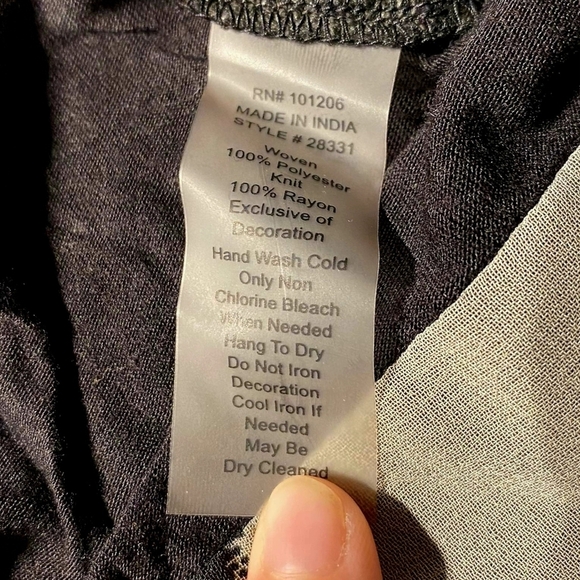 RN# 101206
MADE IN INDIA
STYLE # 28331
Woven
100% Polyester
Knit
100% Rayon
Exclusive of
Decoration
Hand Wash Cold
Only Non
Chlorine Bleach
When Needed
Hang To Dry
Do Not Iron
Decoration
Cool Iron If
Needed
May Be
Dry Cleaned